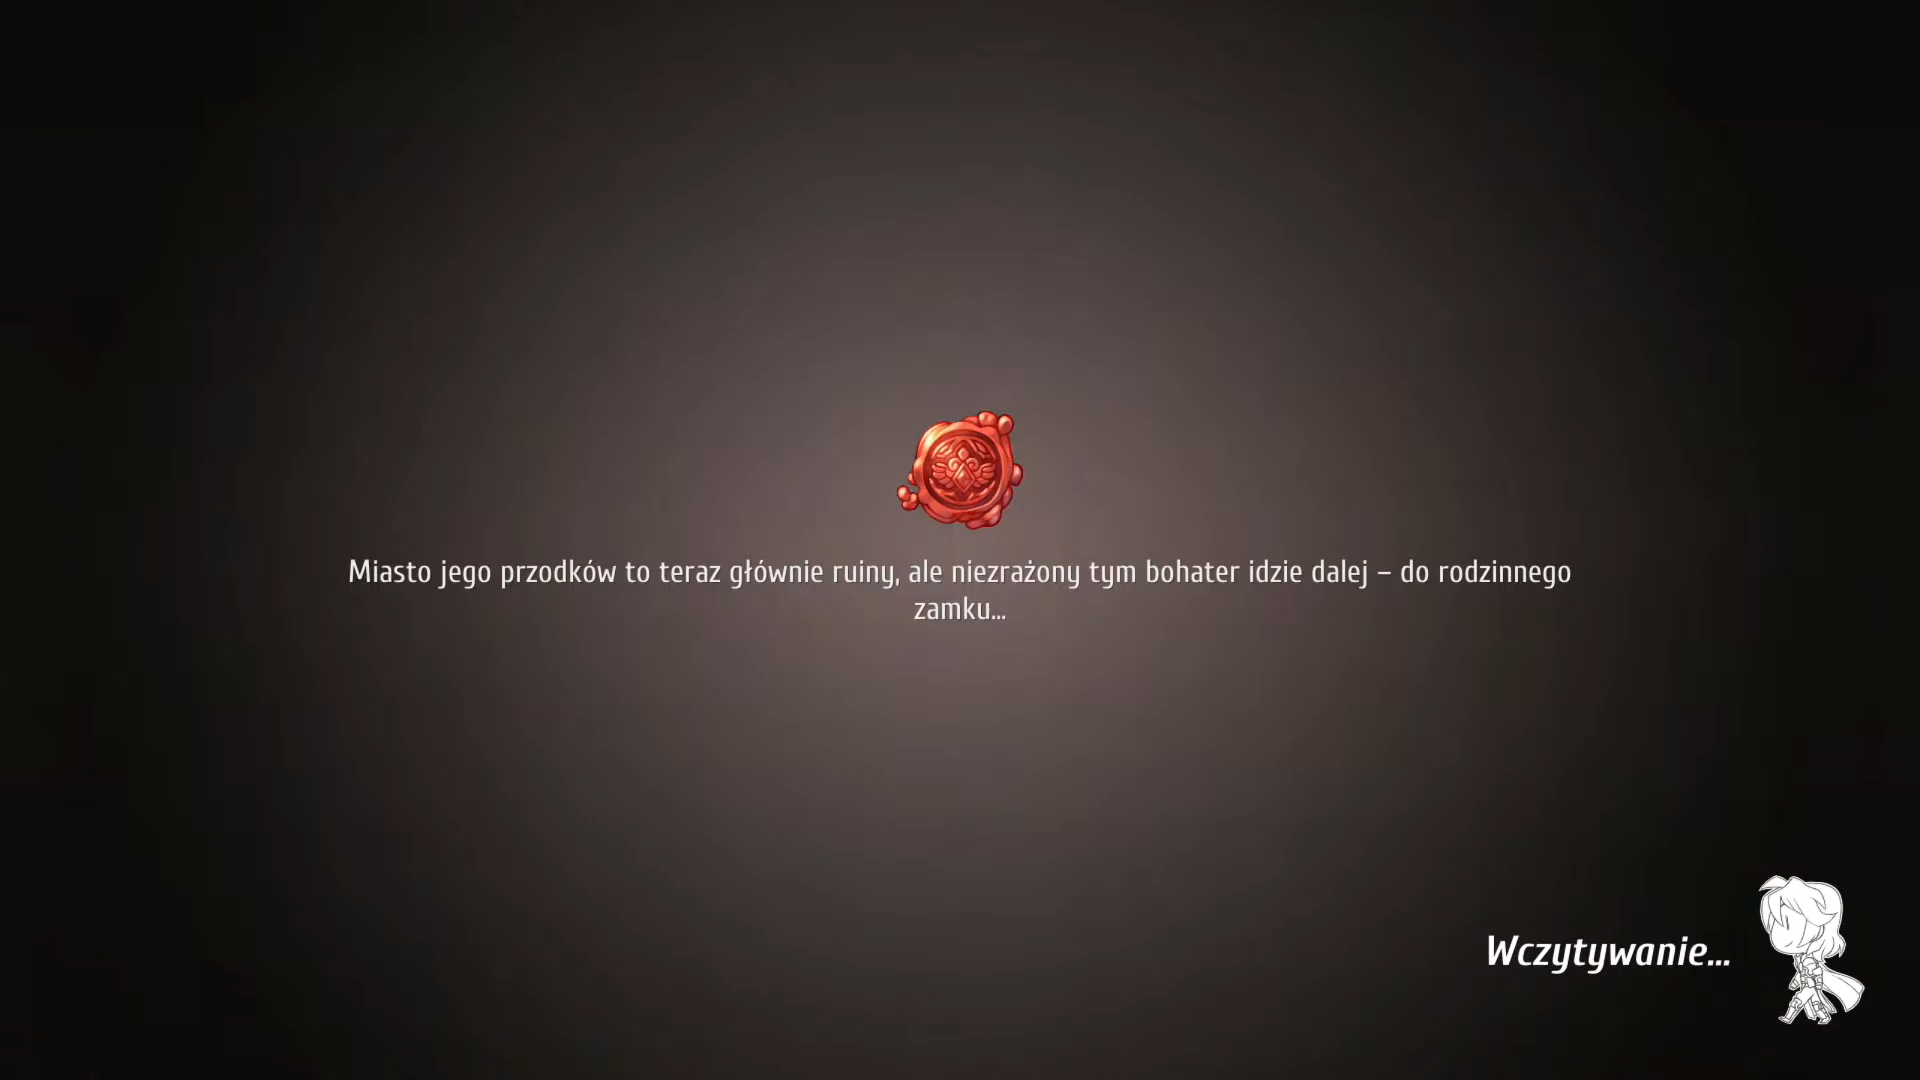 Miasto jego przodków to teraz głównie ruiny, ale niezrażony tym bohater idzie dalej – do rodzinnego
zamku...
Wczytywanie...